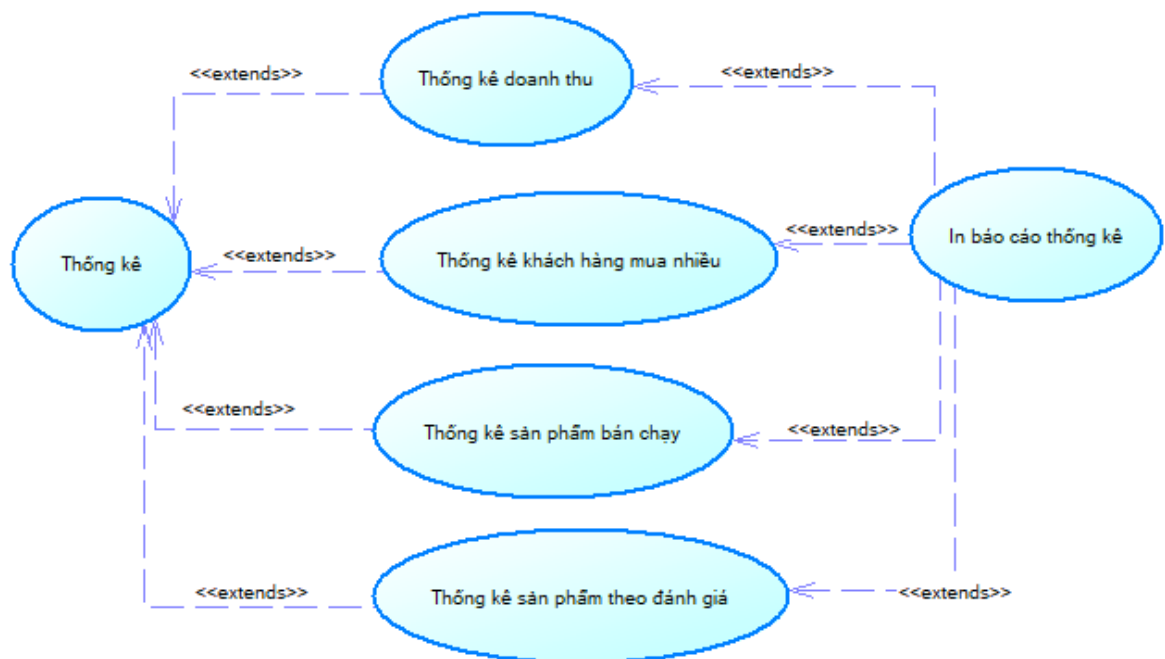 <<extends>>
Thống kê doanh thu
<<extends>>
Thống kê
<<extends>>
Thống kê khách hàng mua nhiều
<<extends>>
In báo cáo thống kê
<<extends>>
Thống kê sản phẩm bán chạy
<<extends>>
<<extends>>
Thống kê sản phẩm theo đánh giá
<<extends>>